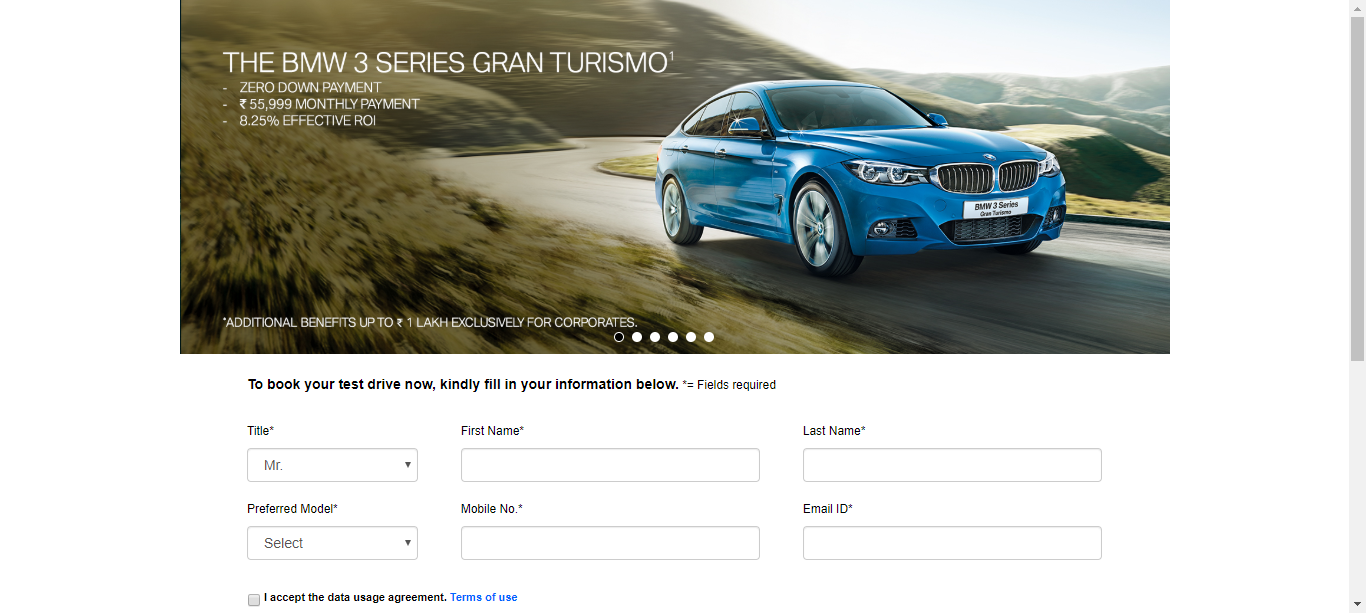 THE BMW 3 SERIES GRAN TURISMO¹
- ZERO DOWN PAYMENT
- ₹ 55,999 MONTHLY PAYMENT
- 8.25% EFFECTIVE ROI
BMW 3 Series
Gran Turismo
*ADDITIONAL BENEFITS UP TO ₹ 1 LAKH EXCLUSIVELY FOR CORPORATES.
To book your test drive now, kindly fill in your information below. *= Fields required
Title* First Name* Last Name*
Mr.
Preferred Model* Mobile No.* Email ID*
Select
I accept the data usage agreement. Terms of use